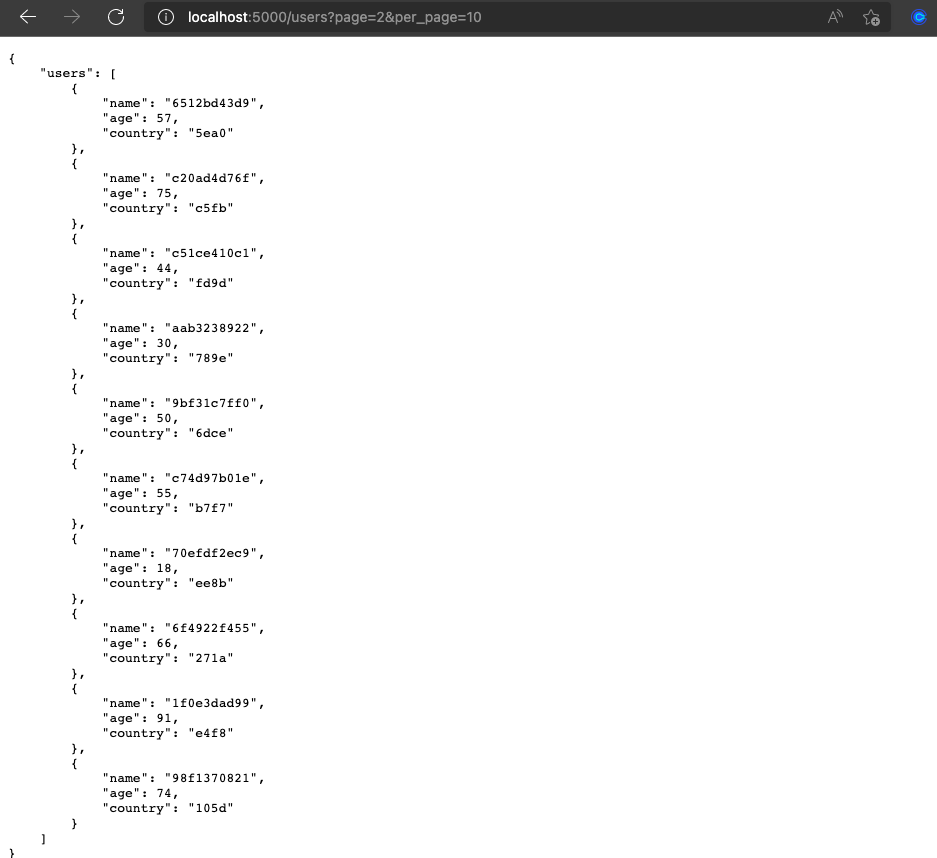 localhost:5000/users?page=2&per_page=10
{
    "users": [
        {
            "name": "6512bd43d9",
            "age": 57,
            "country": "5ea0"
        },
        {
            "name": "c20ad4d76f",
            "age": 75,
            "country": "c5fb"
        },
        {
            "name": "c51ce410c1",
            "age": 44,
            "country": "fd9d"
        },
        {
            "name": "aab3238922",
            "age": 30,
            "country": "789e"
        },
        {
            "name": "9bf31c7ff0",
            "age": 50,
            "country": "6dce"
        },
        {
            "name": "c74d97b01e",
            "age": 55,
            "country": "b7f7"
        },
        {
            "name": "70efdf2ec9",
            "age": 18,
            "country": "ee8b"
        },
        {
            "name": "6f4922f455",
            "age": 66,
            "country": "271a"
        },
        {
            "name": "1f0e3dad99",
            "age": 91,
            "country": "e4f8"
        },
        {
            "name": "98f1370821",
            "age": 74,
            "country": "105d"
        }
    ]
}